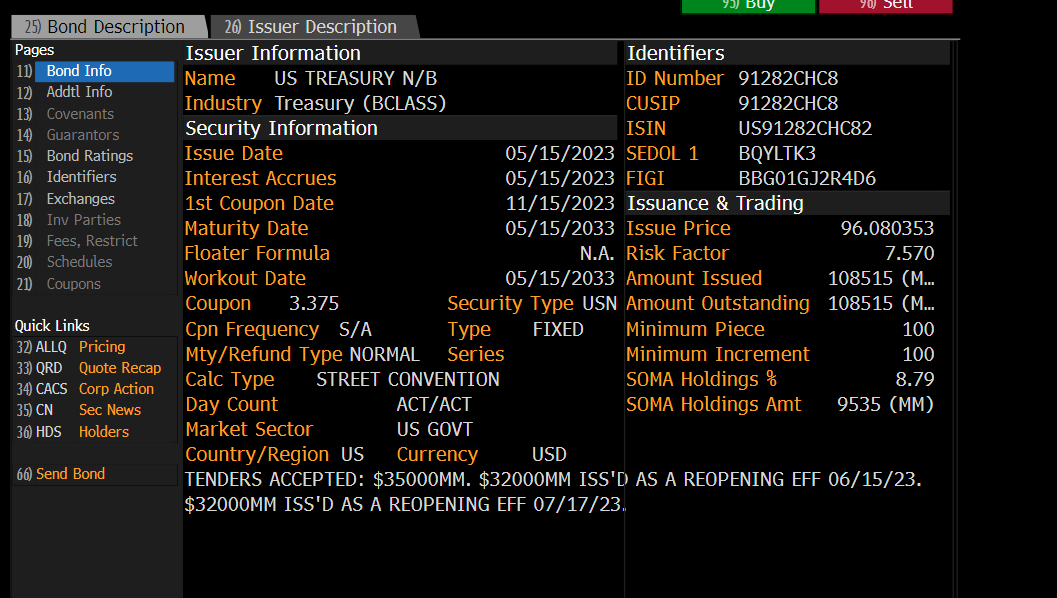 95) Buy 96) Sell
25) Bond Description 26) Issuer Description
Pages
11) Bond Info
12) Addtl Info
13) Covenants
14) Guarantors
15) Bond Ratings
16) Identifiers
17) Exchanges
18) Inv Parties
19) Fees, Restrict
20) Schedules
21) Coupons
Quick Links
32) ALLQ Pricing
33) QRD Quote Recap
34) CACS Corp Action
35) CN Sec News
36) HDS Holders
66) Send Bond
Issuer Information
Name US TREASURY N/B
Industry Treasury (BCLASS)
Security Information
Issue Date 05/15/2023
Interest Accrues 05/15/2023
1st Coupon Date 11/15/2023
Maturity Date 05/15/2033
Floater Formula N.A.
Workout Date 05/15/2033
Coupon 3.375 Security Type USN
Cpn Frequency S/A Type FIXED
Mty/Refund Type NORMAL Series
Calc Type STREET CONVENTION
Day Count ACT/ACT
Market Sector US GOVT
Country/Region US Currency USD
TENDERS ACCEPTED: $35000MM. $32000MM ISS'D AS A REOPENING EFF 06/15/23.
$32000MM ISS'D AS A REOPENING EFF 07/17/23.
Identifiers
ID Number 91282CHC8
CUSIP 91282CHC8
ISIN US91282CHC82
SEDOL 1 BQYLTK3
FIGI BBG01GJ2R4D6
Issuance & Trading
Issue Price 96.080353
Risk Factor 7.570
Amount Issued 108515 (M…
Amount Outstanding 108515 (M…
Minimum Piece 100
Minimum Increment 100
SOMA Holdings % 8.79
SOMA Holdings Amt 9535 (MM)